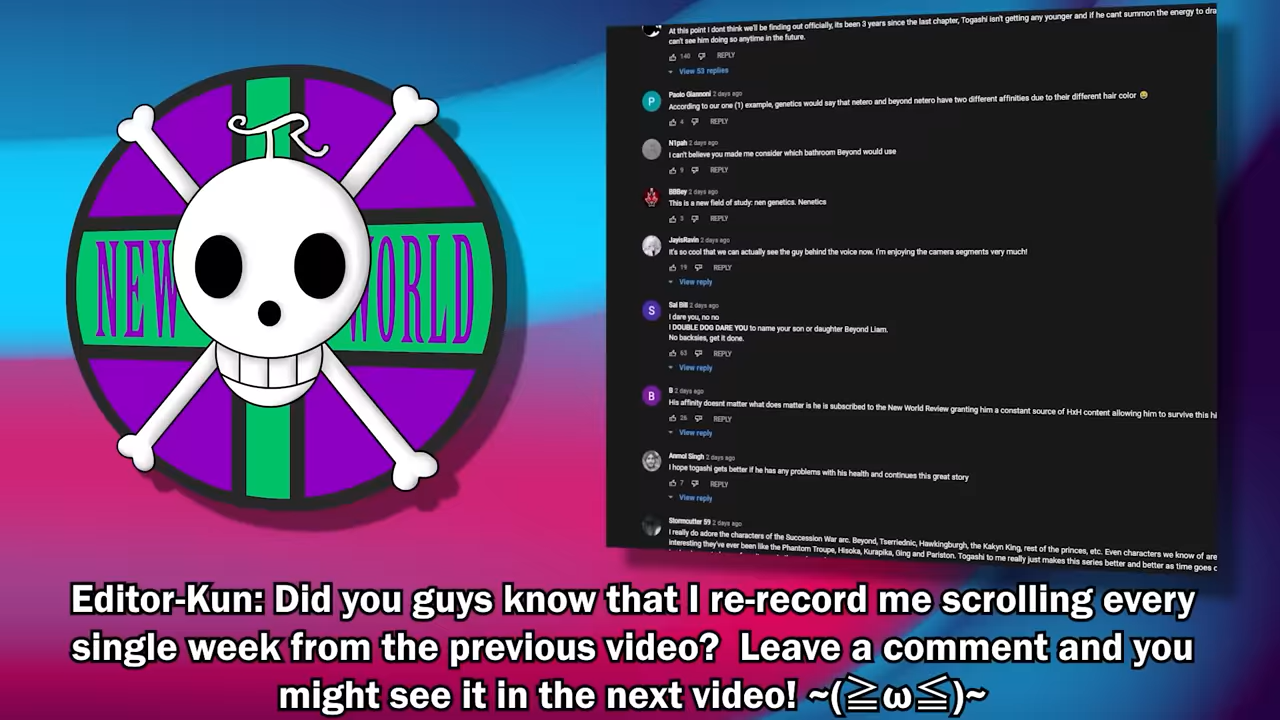 TR
NEW WORLD
At this point I dont think we'll be finding out officially, its been 3 years since the last chapter, Togashi isn't getting any younger and if he cant summon the energy to
can't see him doing so anytime in the future.
140 REPLY
View 53 replies
P
Paolo Giannoni 2 days ago
According to our one (1) example, genetics would say that netero and beyond netero have two different affinities due to their different hair color 😂
4 REPLY
N1pah 2 days ago
I can't believe you made me consider which bathroom Beyond would use
9 REPLY
BBBey 2 days ago
This is a new field of study: nen genetics. Nenetics
3 REPLY
JayisRavin 2 days ago
It's so cool that we can actually see the guy behind the voice now. I'm enjoying the camera segments very much!
19 REPLY
View reply
S
Sai Bill 2 days ago
I dare you, no no
I DOUBLE DOG DARE YOU to name your son or daughter Beyond Liam.
No backsies, get it done.
63 REPLY
View reply
B
B 2 days ago
His affinity doesnt matter what does matter is he is subscribed to the New World Review granting him a constant source of HxH content allowing him to survive this
26 REPLY
View reply
Anmol Singh 2 days ago
I hope togashi gets better if he has any problems with his health and continues this great story
7 REPLY
View reply
Stormcutter 59 2 days ago
I really do adore the characters of the Succession War arc. Beyond, Tserriednic, Hawkingburgh, the Kakyn King, rest of the princes, etc. Even characters we know of are
interesting they've ever been like the Phantom Troupe, Hisoka, Kurapika, Ging and Pariston. Togashi to me really just makes this series better and better as time goes
Editor-Kun: Did you guys know that I re-record me scrolling every
single week from the previous video? Leave a comment and you
might see it in the next video! ~(≧ω≦)~